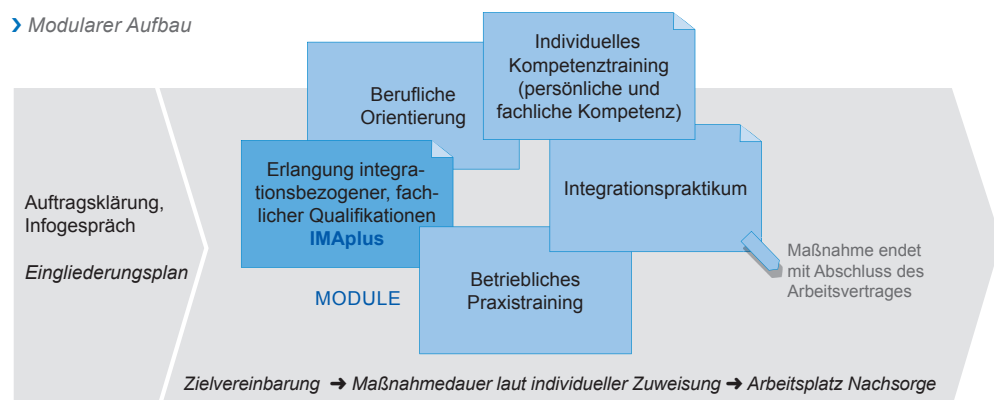 › Modularer Aufbau
Individuelles
Kompetenztraining
(persönliche und
fachliche Kompetenz)
Berufliche
Orientierung
Erlangung integra-
tionsbezogener, fach-
licher Qualifikationen
IMAplus
Integrationspraktikum
Auftragsklärung,
Infogespräch
Eingliederungsplan
Betriebliches
Praxistraining
MODULE
Maßnahme endet
mit Abschluss des
Arbeitsvertrages
Zielvereinbarung ➜ Maßnahmedauer laut individueller Zuweisung ➜ Arbeitsplatz Nachsorge